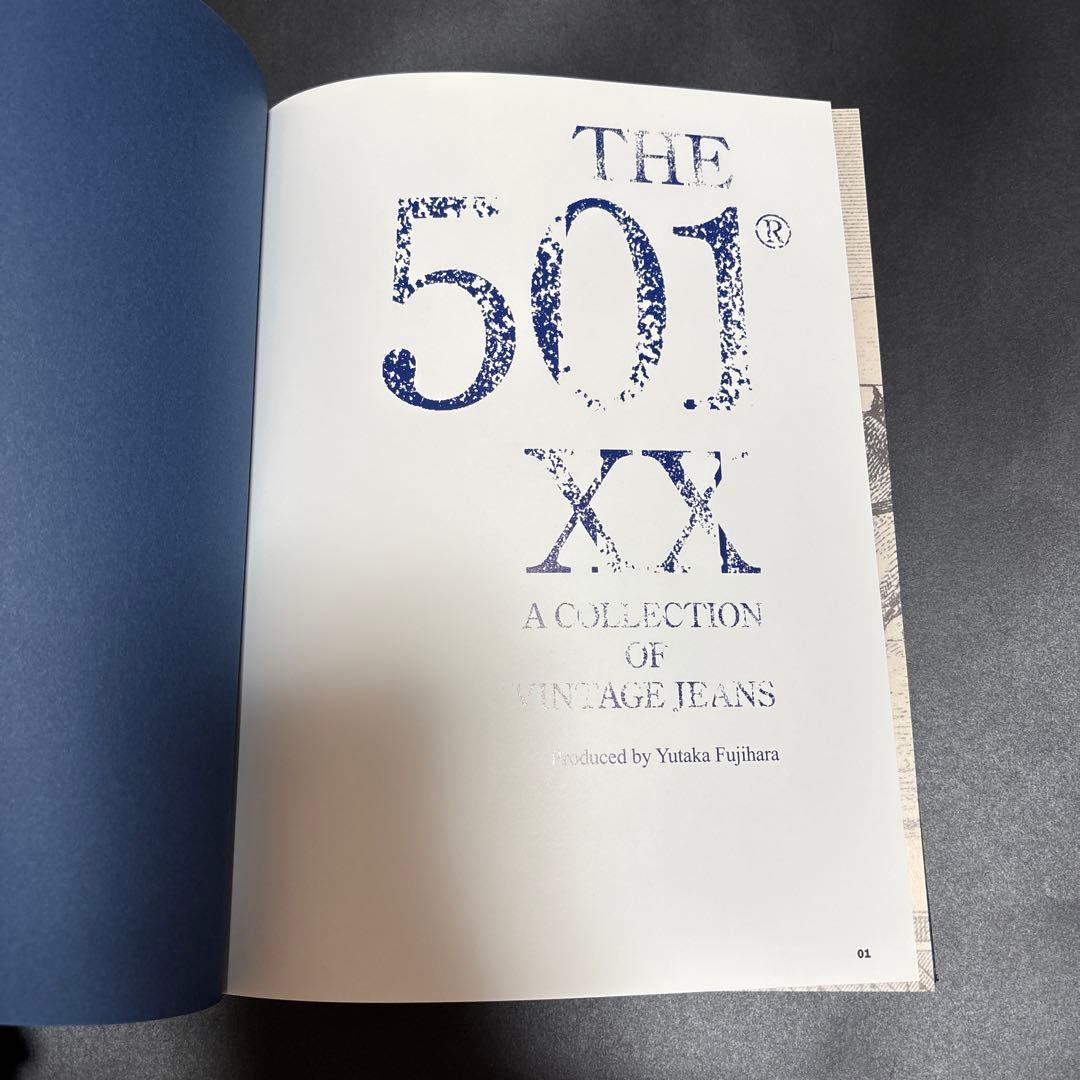 THE
501®
XX
A COLLECTION
OF
VINTAGE JEANS
Produced by Yutaka Fujihara
01